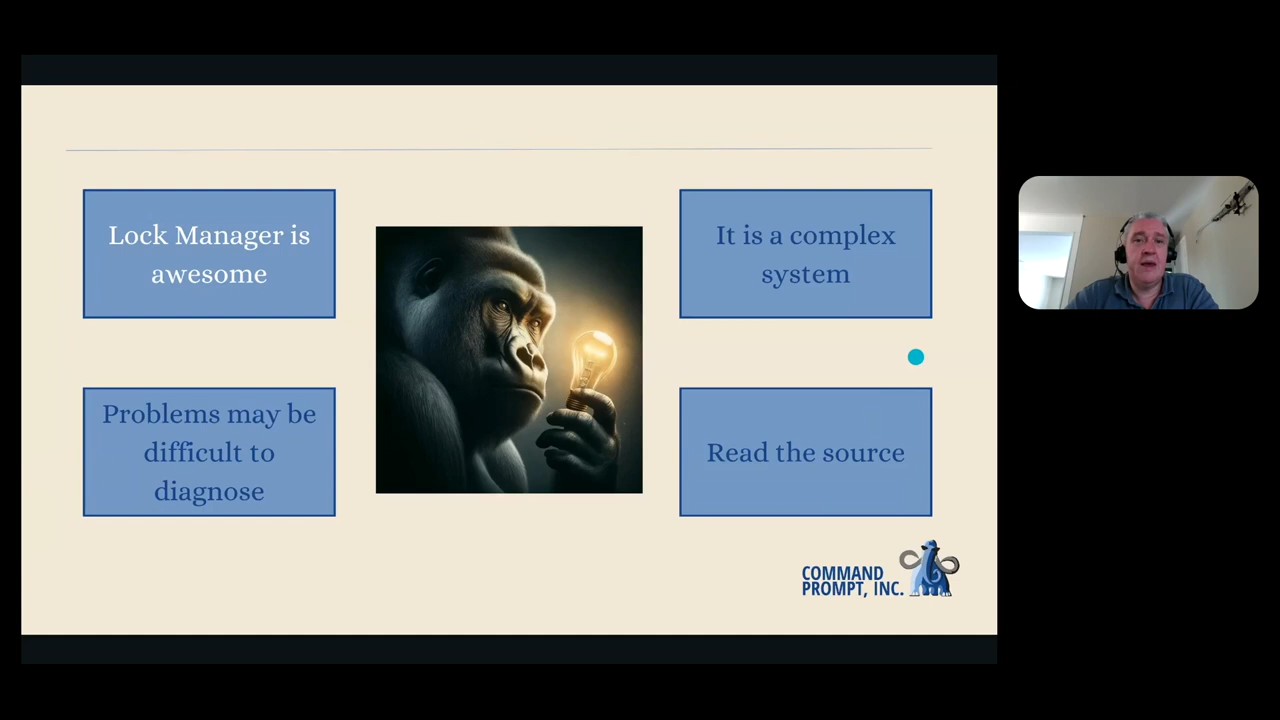 Lock Manager is
awesome
It is a complex
system
Problems may be
difficult to
diagnose
Read the source
COMMAND
PROMPT, INC.